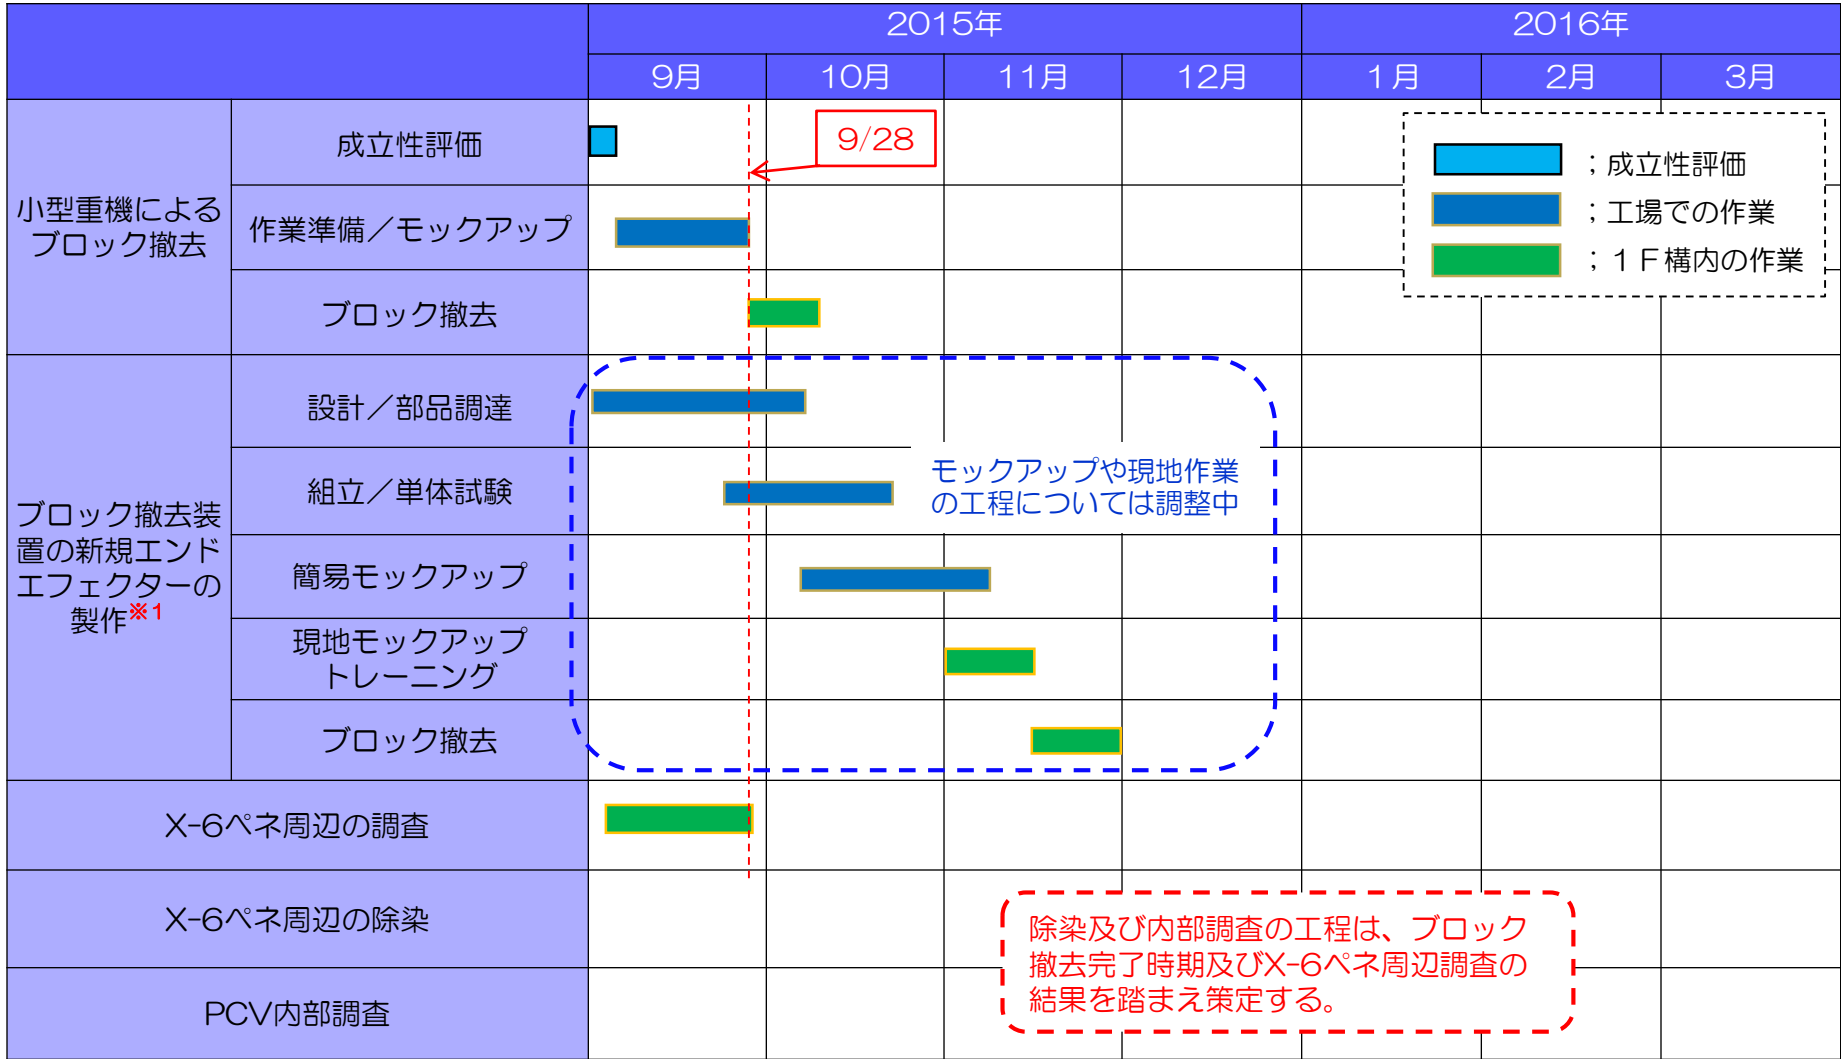 2015年
2016年
9月
10月
11月
12月
1月
2月
3月
小型重機による
ブロック撤去
成立性評価
9/28
；成立性評価
；工場での作業
；１Ｆ構内の作業
作業準備／モックアップ
ブロック撤去
ブロック撤去装
置の新規エンド
エフェクターの
製作※1
設計／部品調達
組立／単体試験
モックアップや現地作業
の工程については調整中
簡易モックアップ
現地モックアップ
トレーニング
ブロック撤去
X-6ペネ周辺の調査
X-6ペネ周辺の除染
除染及び内部調査の工程は、ブロック
撤去完了時期及びX-6ペネ周辺調査の
結果を踏まえ策定する。
PCV内部調査